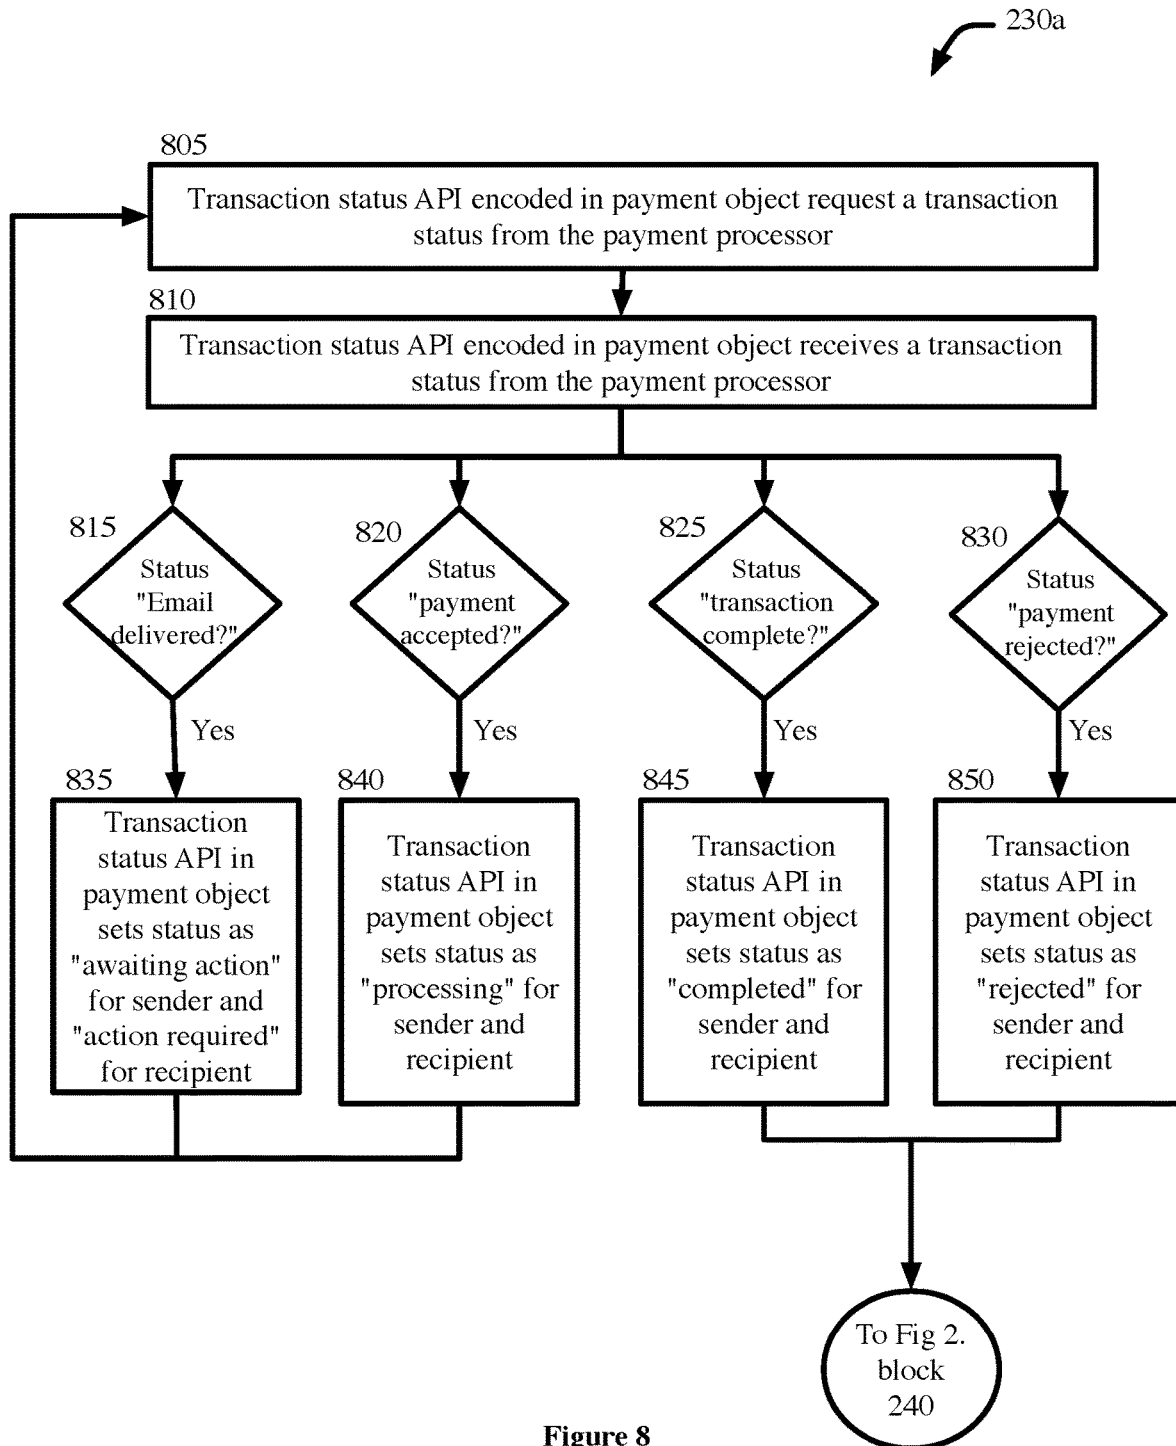 230a
805
Transaction status API encoded in payment object request a transaction
status from the payment processor
810
Transaction status API encoded in payment object receives a transaction
status from the payment processor
815
Status
"Email
delivered?"
820
Status
"payment
accepted?"
825
Status
"transaction
complete?"
830
Status
"payment
rejected?"
Yes
Yes
Yes
Yes
835
Transaction
status API in
payment object
sets status as
"awaiting action"
for sender and
"action required"
for recipient
840
Transaction
status API in
payment object
sets status as
"processing" for
sender and
recipient
845
Transaction
status API in
payment object
sets status as
"completed" for
sender and
recipient
850
Transaction
status API in
payment object
sets status as
"rejected" for
sender and
recipient
To Fig 2.
block
240
Figure 8